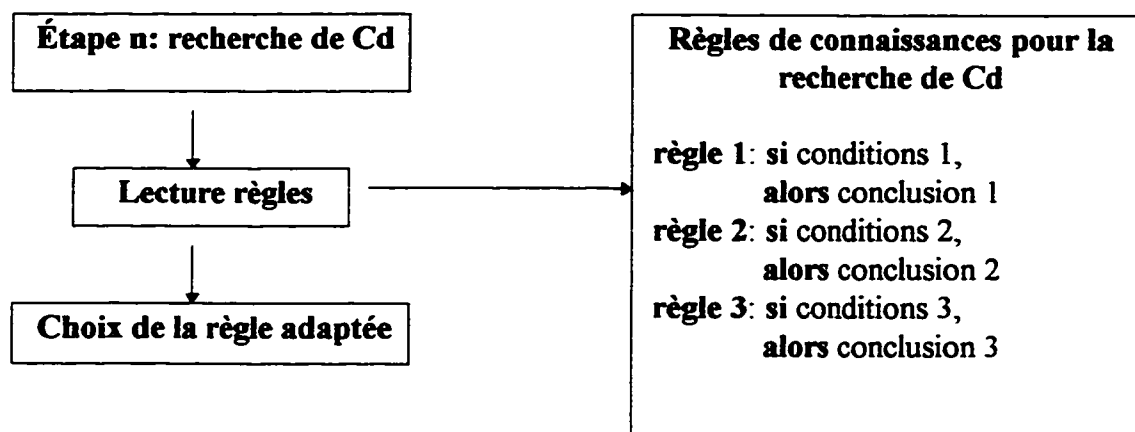 Étape n: recherche de Cd
Lecture règles
Choix de la règle adaptée
Règles de connaissances pour la
recherche de Cd
règle 1: si conditions 1,
alors conclusion 1
règle 2: si conditions 2,
alors conclusion 2
règle 3: si conditions 3,
alors conclusion 3